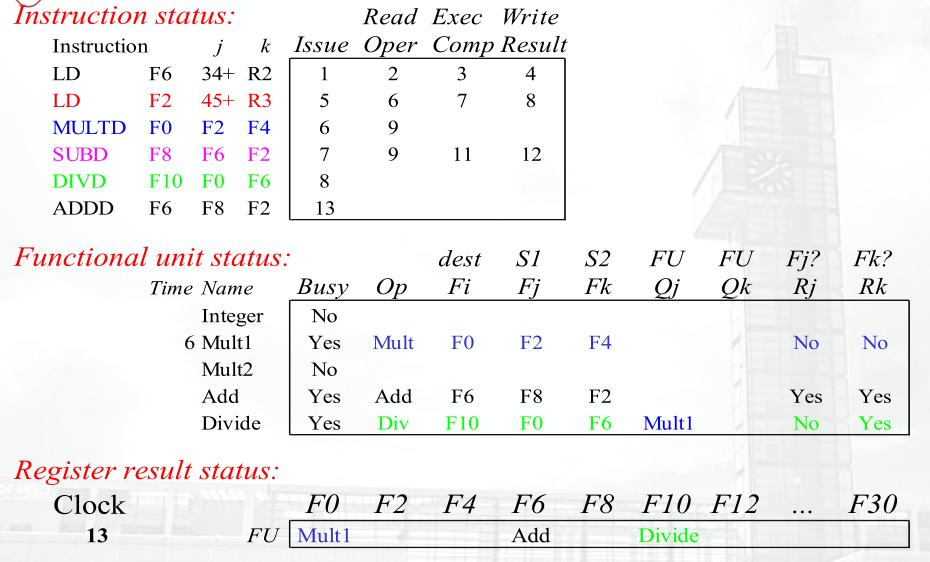 Instruction status: Read Exec Write
Instruction j k Issue Oper Comp Result
LD F6 34+ R2 1 2 3 4
LD F2 45+ R3 5 6 7 8
MULTD F0 F2 F4 6 9
SUBD F8 F6 F2 7 9 11 12
DIVD F10 F0 F6 8
ADDD F6 F8 F2 13
Functional unit status: dest S1 S2 FU FU Fj? Fk?
Time Name Busy Op Fi Fj Fk Qj Qk Rj Rk
Integer No
6 Mult1 Yes Mult F0 F2 F4 No No
Mult2 No
Add Yes Add F6 F8 F2 Yes Yes
Divide Yes Div F10 F0 F6 Mult1 No Yes
Register result status:
Clock F0 F2 F4 F6 F8 F10 F12 ... F30
13 FU Mult1 Add Divide